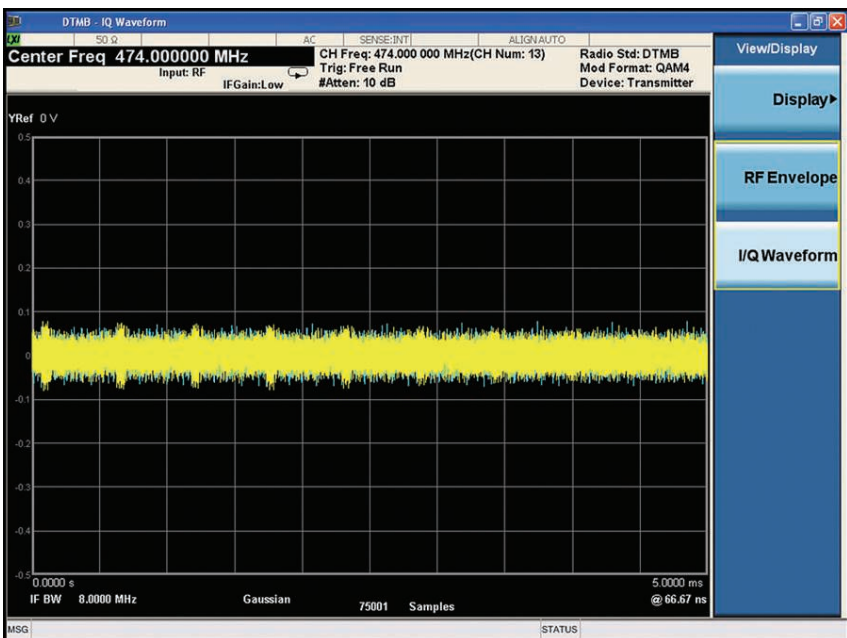 DTMB - IQ Waveform
LXI
50 Ω
AC
SENSE:INT
ALIGN AUTO
Center Freq 474.000000 MHz
Input: RF
IFGain:Low
CH Freq: 474.000 000 MHz(CH Num: 13)
Trig: Free Run
#Atten: 10 dB
Radio Std: DTMB
Mod Format: QAM4
Device: Transmitter
View/Display
Display
RF Envelope
I/Q Waveform
YRef 0 V
0.5
0.4
0.3
0.2
0.1
0
-0.1
-0.2
-0.3
-0.4
-0.5
0.0000 s
5.0000 ms
IF BW 8.0000 MHz
Gaussian
75001 Samples
@ 66.67 ns
MSG
STATUS